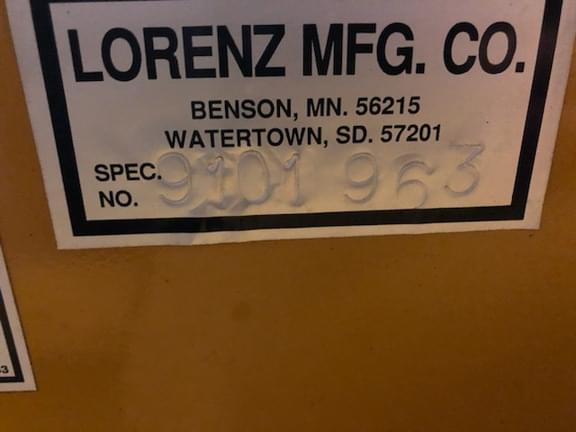 LORENZ MFG. CO.
BENSON, MN. 56215
WATERTOWN, SD. 57201
SPEC.
NO. 9101 963